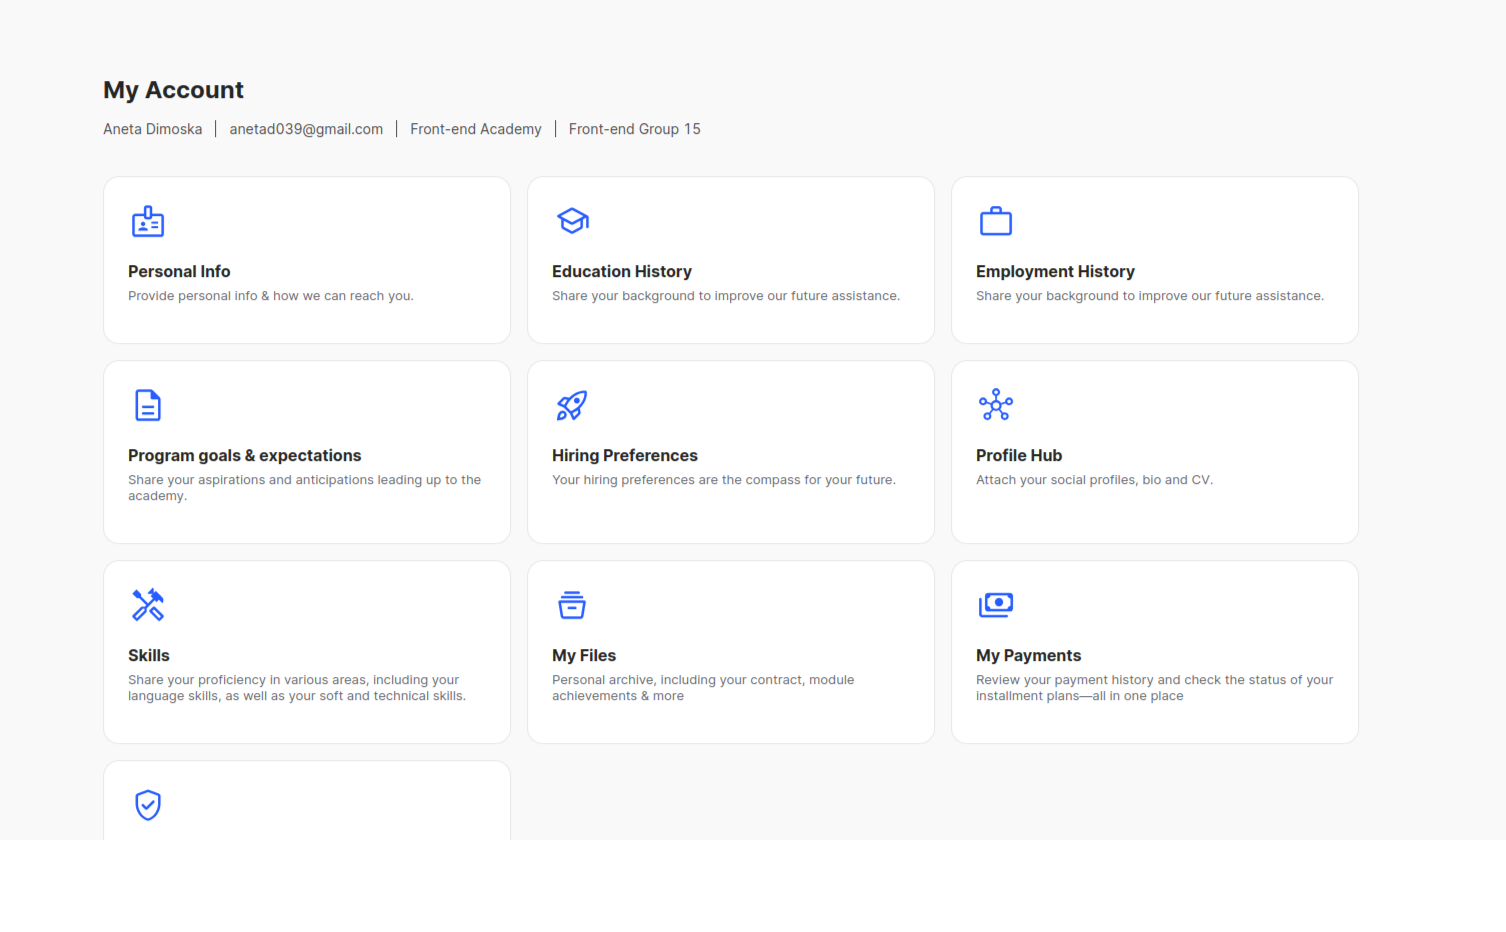 My Account
Aneta Dimoska | anetad039@gmail.com | Front-end Academy | Front-end Group 15
Personal Info
Provide personal info & how we can reach you.
Education History
Share your background to improve our future assistance.
Employment History
Share your background to improve our future assistance.
Program goals & expectations
Share your aspirations and anticipations leading up to the
academy.
Hiring Preferences
Your hiring preferences are the compass for your future.
Profile Hub
Attach your social profiles, bio and CV.
Skills
Share your proficiency in various areas, including your
language skills, as well as your soft and technical skills.
My Files
Personal archive, including your contract, module
achievements & more
My Payments
Review your payment history and check the status of your
installment plans—all in one place